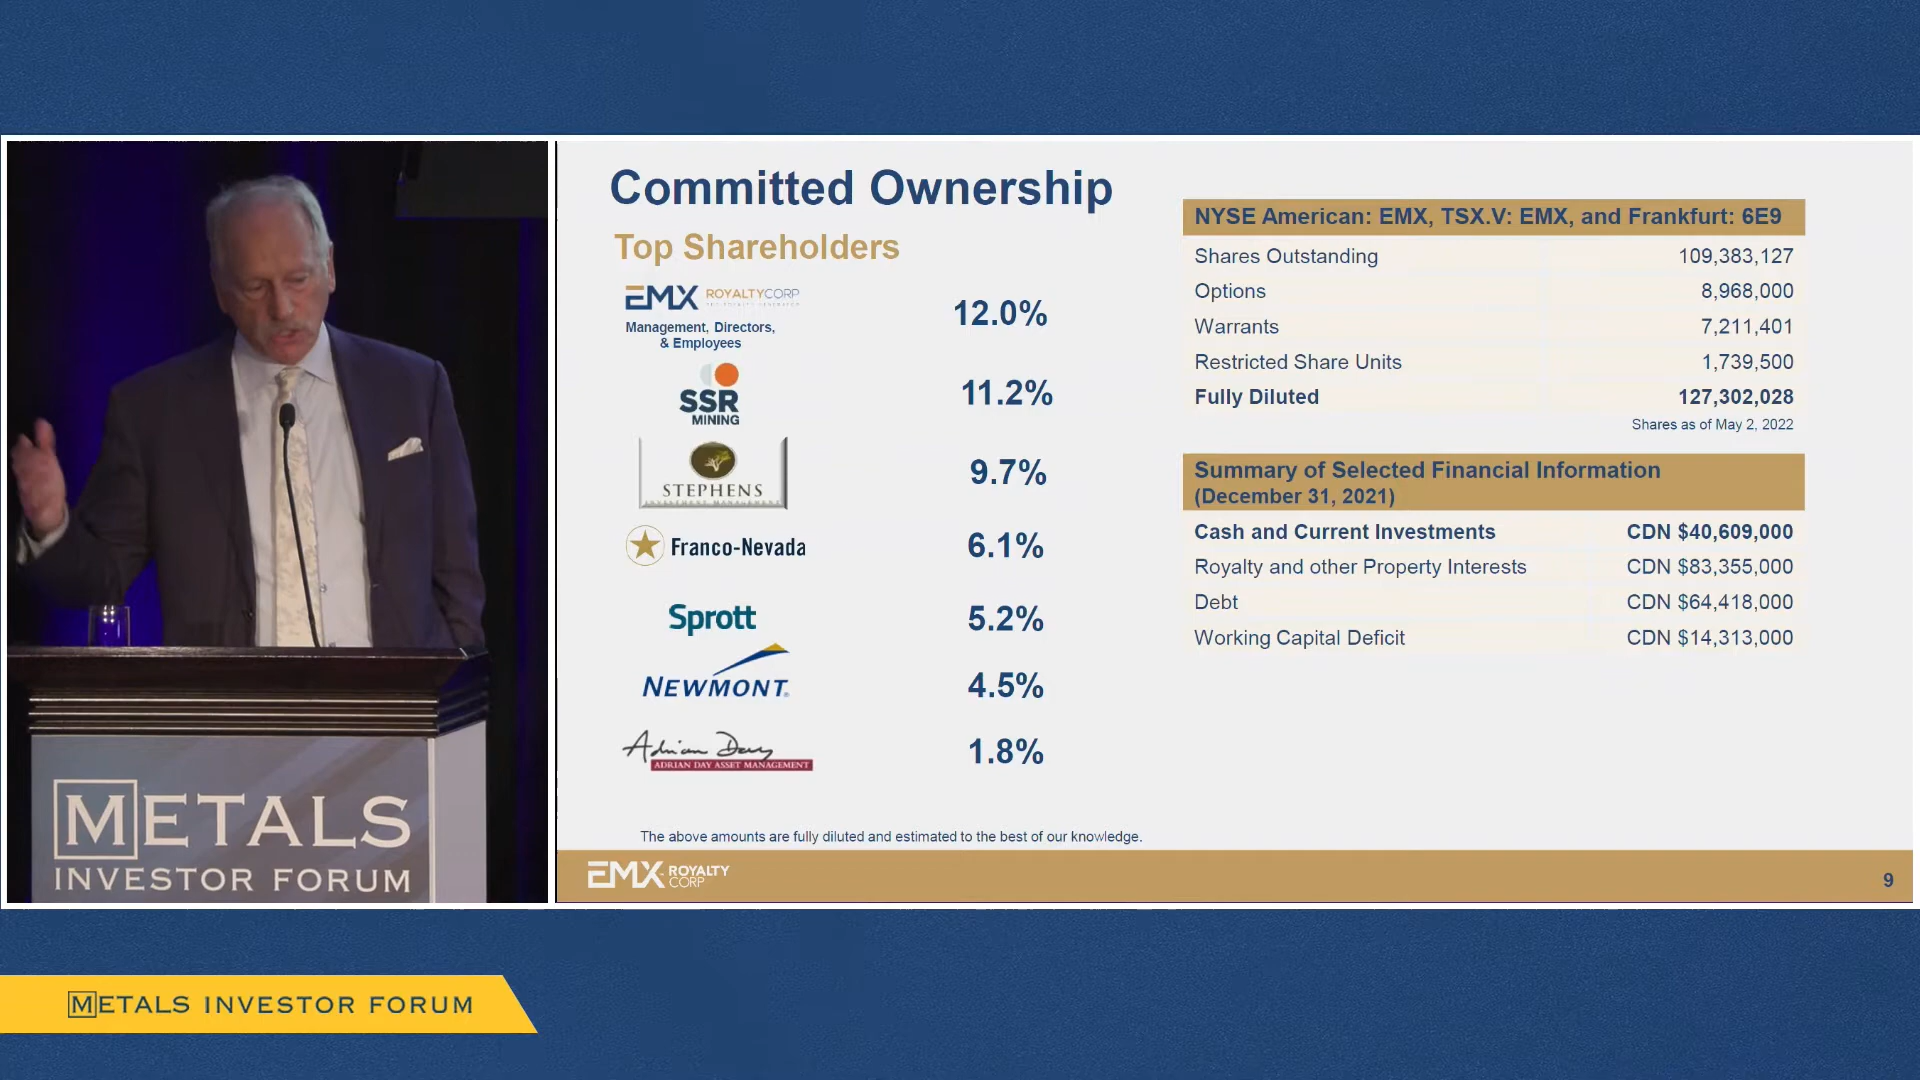 Committed Ownership
Top Shareholders
EMX ROYALTYCORP
Management, Directors,
& Employees
12.0%
SSR
MINING
11.2%
STEPHENS
INVESTMENT MANAGEMENT
9.7%
Franco-Nevada
6.1%
Sprott
5.2%
NEWMONT.
4.5%
Adrian Day
ADRIAN DAY ASSET MANAGEMENT
1.8%
The above amounts are fully diluted and estimated to the best of our knowledge.
NYSE American: EMX, TSX.V: EMX, and Frankfurt: 6E9
Shares Outstanding 109,383,127
Options 8,968,000
Warrants 7,211,401
Restricted Share Units 1,739,500
Fully Diluted 127,302,028
Shares as of May 2, 2022
Summary of Selected Financial Information
(December 31, 2021)
Cash and Current Investments CDN $40,609,000
Royalty and other Property Interests CDN $83,355,000
Debt CDN $64,418,000
Working Capital Deficit CDN $14,313,000
EMX ROYALTY
CORP
9
METALS
INVESTOR FORUM
METALS INVESTOR FORUM